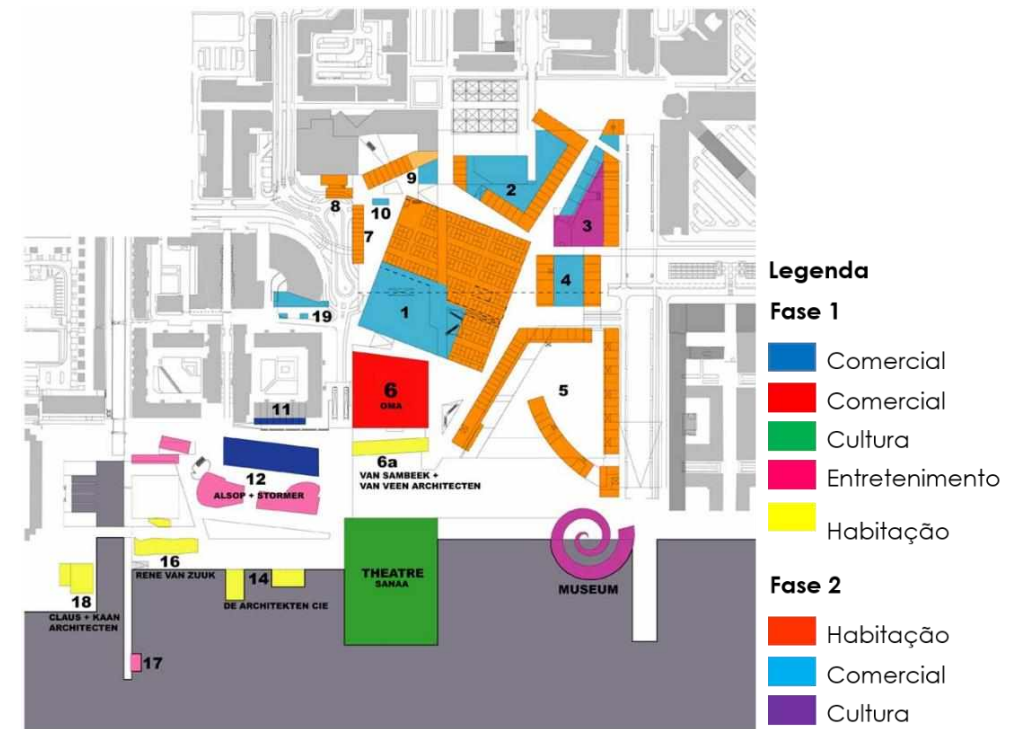 9
2
8
10
3
7
4
1
19
6
OMA
5
11
6a
VAN SAMBEEK +
VAN VEEN ARCHITECTEN
12
ALSOP + STORMER
THEATRE
SANAA
MUSEUM
16
RENE VAN ZUUK
14
DE ARCHITEKTEN CIE
18
CLAUS + KAAN
ARCHITECTEN
17
Legenda
Fase 1
Comercial
Comercial
Cultura
Entretenimento
Habitação
Fase 2
Habitação
Comercial
Cultura